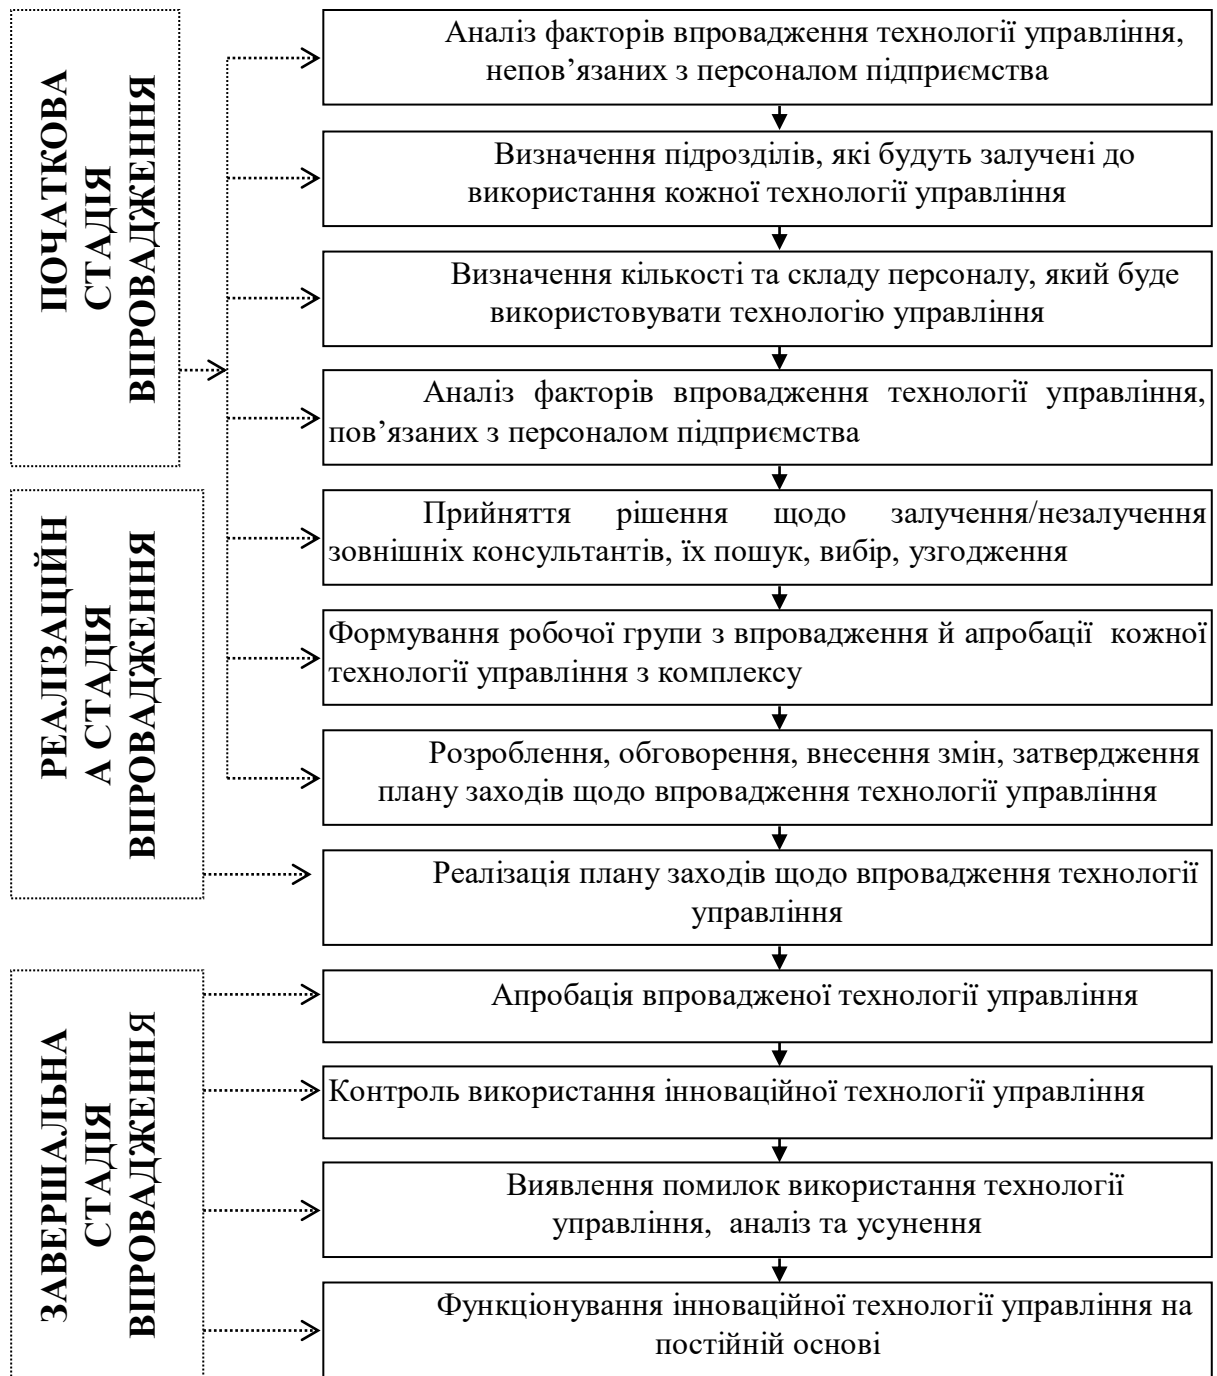 ПОЧАТКОВА
СТАДІЯ
ВПРОВАДЖЕННЯ
Аналіз факторів впровадження технології управління,
непов’язаних з персоналом підприємства
Визначення підрозділів, які будуть залучені до
використання кожної технології управління
Визначення кількості та складу персоналу, який буде
використовувати технологію управління
Аналіз факторів впровадження технології управління,
пов’язаних з персоналом підприємства
РЕАЛІЗАЦІЙН
А СТАДІЯ
ВПРОВАДЖЕННЯ
Прийняття рішення щодо залучення/незалучення
зовнішніх консультантів, їх пошук, вибір, узгодження
Формування робочої групи з впровадження й апробації кожної
технології управління з комплексу
Розроблення, обговорення, внесення змін, затвердження
плану заходів щодо впровадження технології управління
Реалізація плану заходів щодо впровадження технології
управління
ЗАВЕРШАЛЬНА
СТАДІЯ
ВПРОВАДЖЕННЯ
Апробація впровадженої технології управління
Контроль використання інноваційної технології управління
Виявлення помилок використання технології
управління, аналіз та усунення
Функціонування інноваційної технології управління на
постійній основі